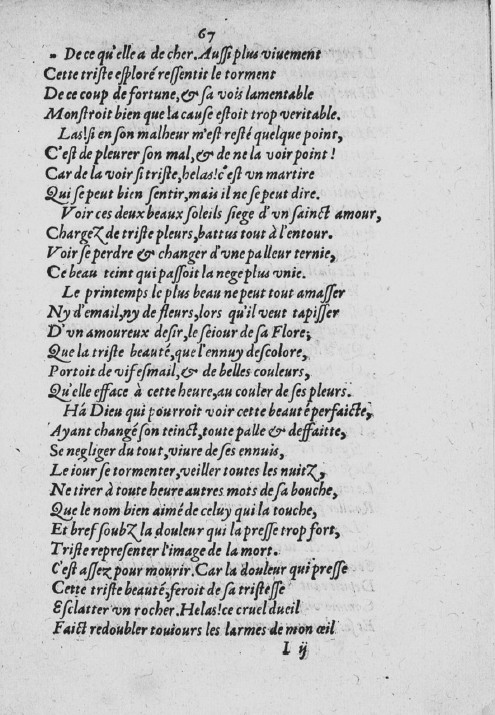 67
De ce qu'elle a de cher. Aussi plus viuement
Cette triste esploré ressentit le torment
De ce coup de fortune, & sa vois lamentable
Monstroit bien que la cause estoit trop veritable.
Las! si en son malheur m'est resté quelque point,
C'est de pleurer son mal, & de ne la voir point!
Car de la voir si triste, helas! c'est vn martire
Qui se peut bien sentir, mais il ne se peut dire.
Voir ces deux beaux soleils siege d'vn sainct amour,
Chargez de triste pleurs, battus tout à l'entour.
Voir se perdre & changer d'vne palleur ternie,
Ce beau teint qui passoit la nege plus vnie.
Le printemps le plus beau ne peut tout amasser
Ny d'email, ny de fleurs, lors qu'il veut tapisser
D'vn amoureux desir, le seiour de sa Flore,
Que la triste beauté, que l'ennuy descolore,
Portoit de vif esmail, & de belles couleurs,
Qu'elle efface à cette heure, au couler de ses pleurs.
Há Dieu qui pourroit voir cette beauté perfaicte,
Ayant changé son teinct, toute palle & deffaitte,
Se negliger du tout, viure de ses ennuis,
Le iour se tormenter, veiller toutes les nuitz,
Ne tirer à toute heure autres mots de sa bouche,
Que le nom bien aimé de celuy qui la touche,
Et bref soubz la douleur qui la presse trop fort,
Triste representer l'image de la mort.
C'est assez pour mourir. Car la douleur qui presse
Cette triste beauté, feroit de sa tristesse
Esclatter vn rocher. Helas! ce cruel dueil
Faict redoubler touiours les larmes de mon œil
I ij